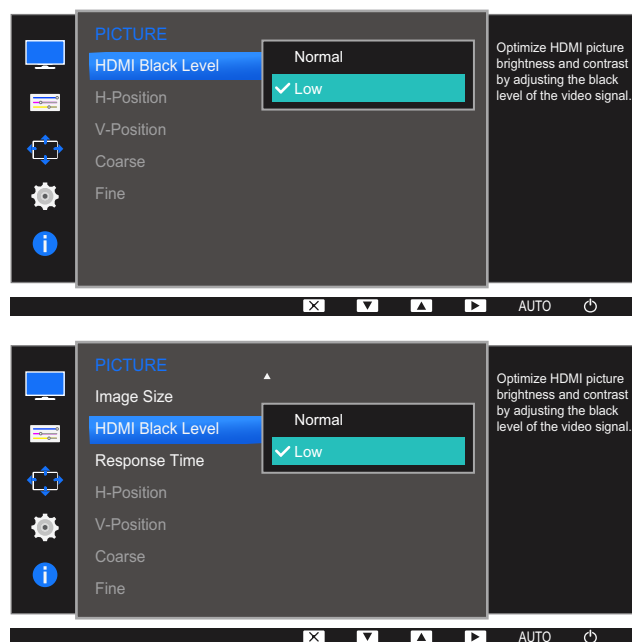 PICTURE
HDMI Black Level
Normal
Low
H-Position
V-Position
Coarse
Fine
Optimize HDMI picture
brightness and contrast
by adjusting the black
level of the video signal.
AUTO
PICTURE
Image Size
HDMI Black Level
Normal
Low
Response Time
H-Position
V-Position
Coarse
Fine
Optimize HDMI picture
brightness and contrast
by adjusting the black
level of the video signal.
AUTO